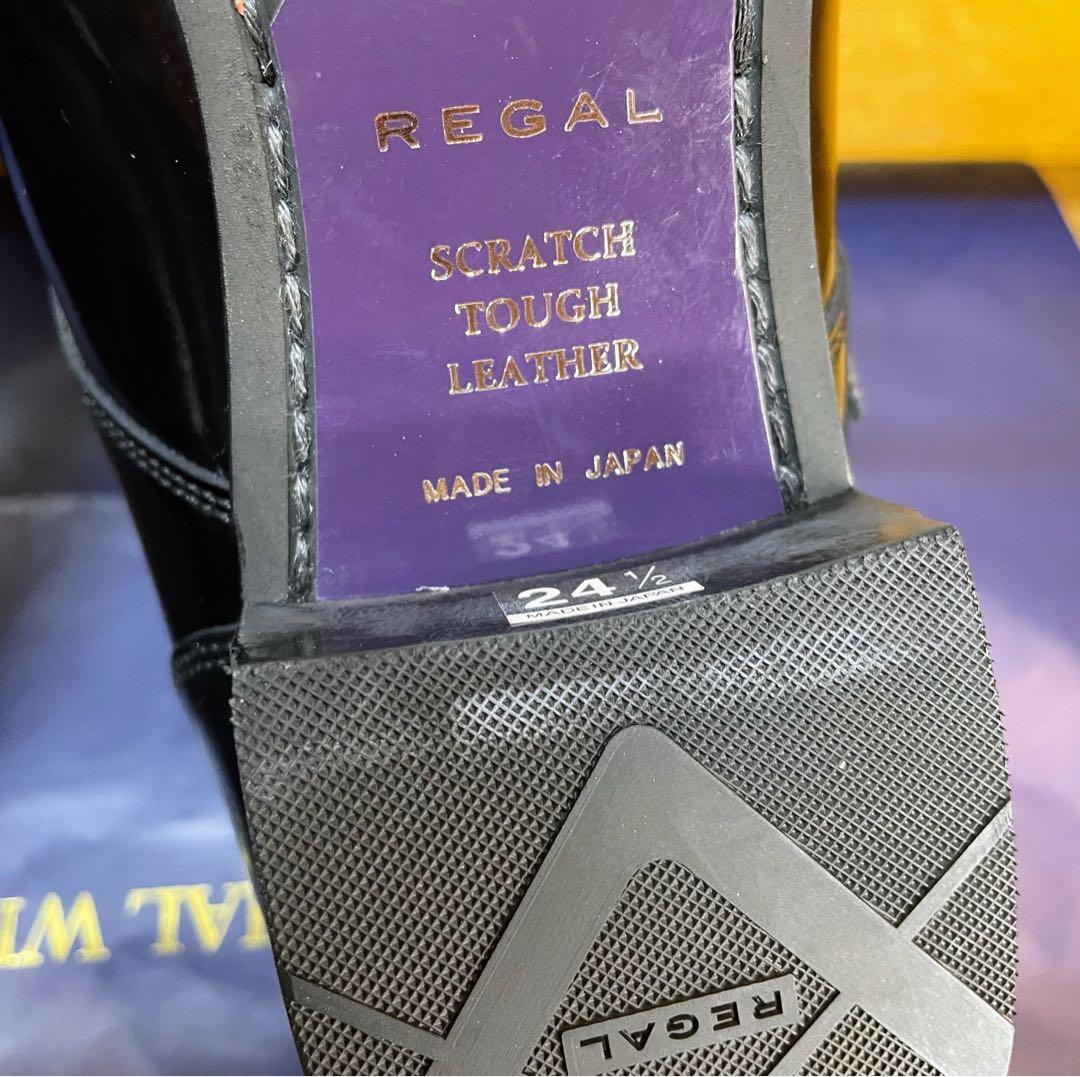 REGAL
SCRATCH
TOUGH
LEATHER
MADE IN JAPAN
24 ½
MADE IN JAPAN
REGAL